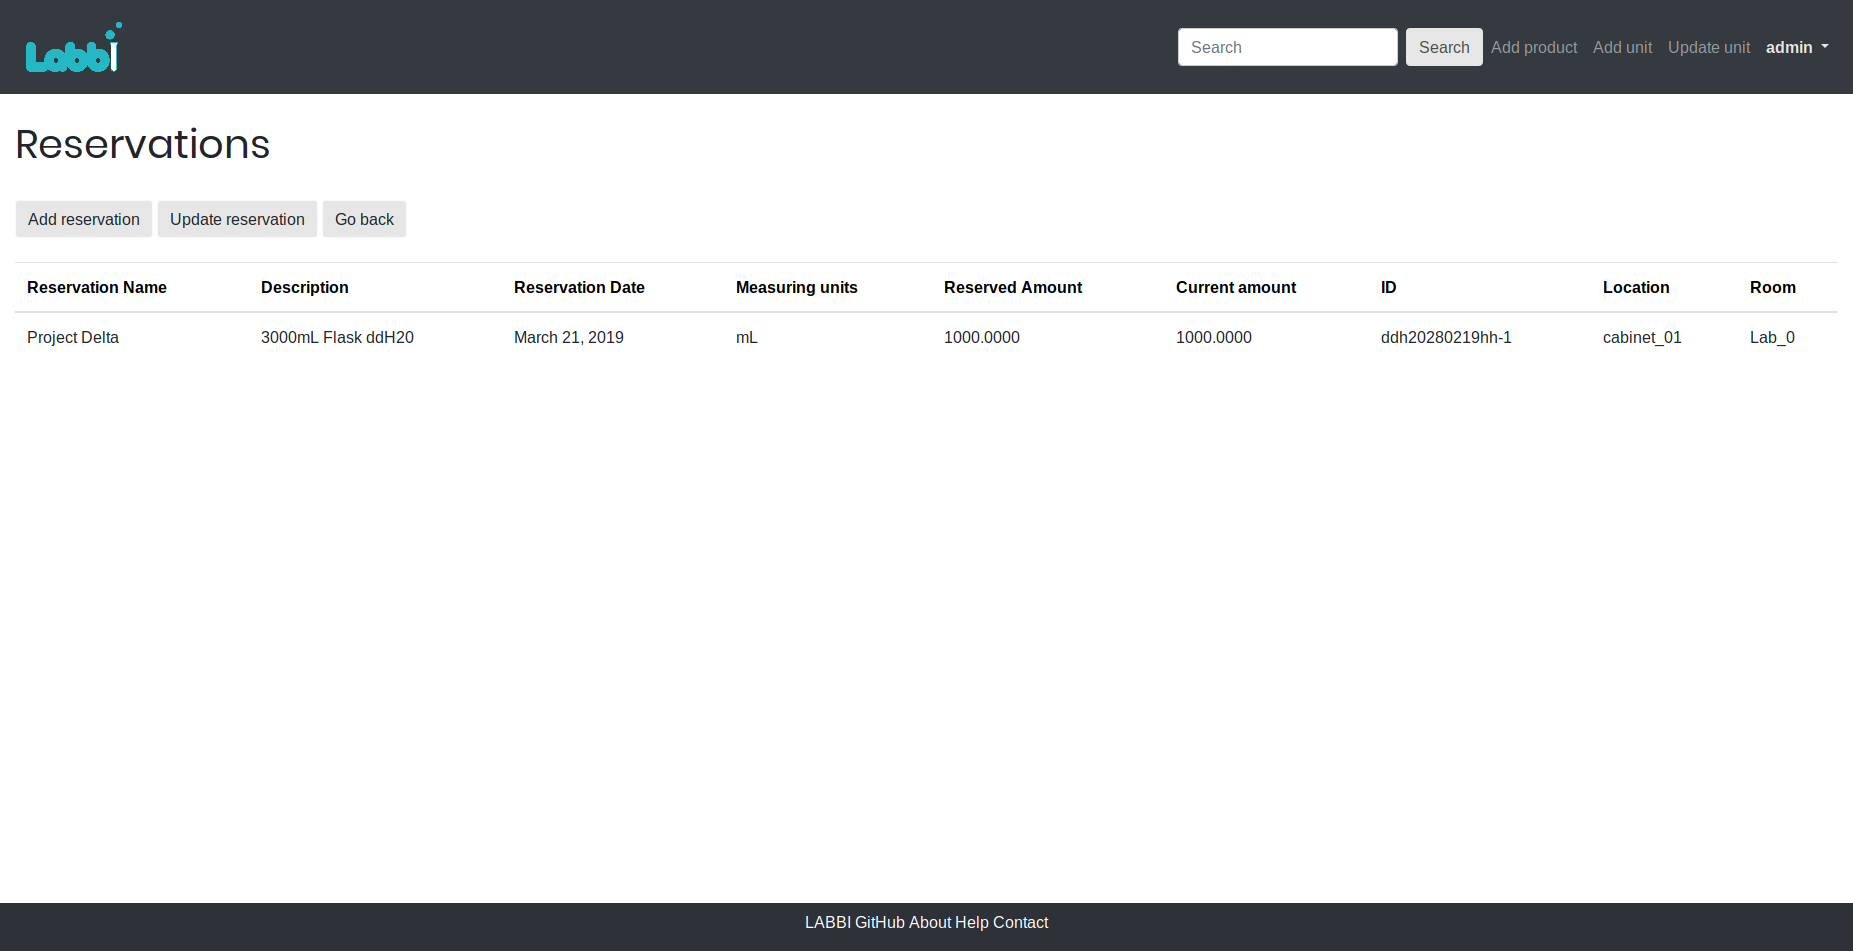 Labbi
Search Search Add product Add unit Update unit admin
Reservations
Add reservation Update reservation Go back
Reservation Name Description Reservation Date Measuring units Reserved Amount Current amount ID Location Room
Project Delta 3000mL Flask ddH20 March 21, 2019 mL 1000.0000 1000.0000 ddh20280219hh-1 cabinet_01 Lab_0
LABBI GitHub About Help Contact